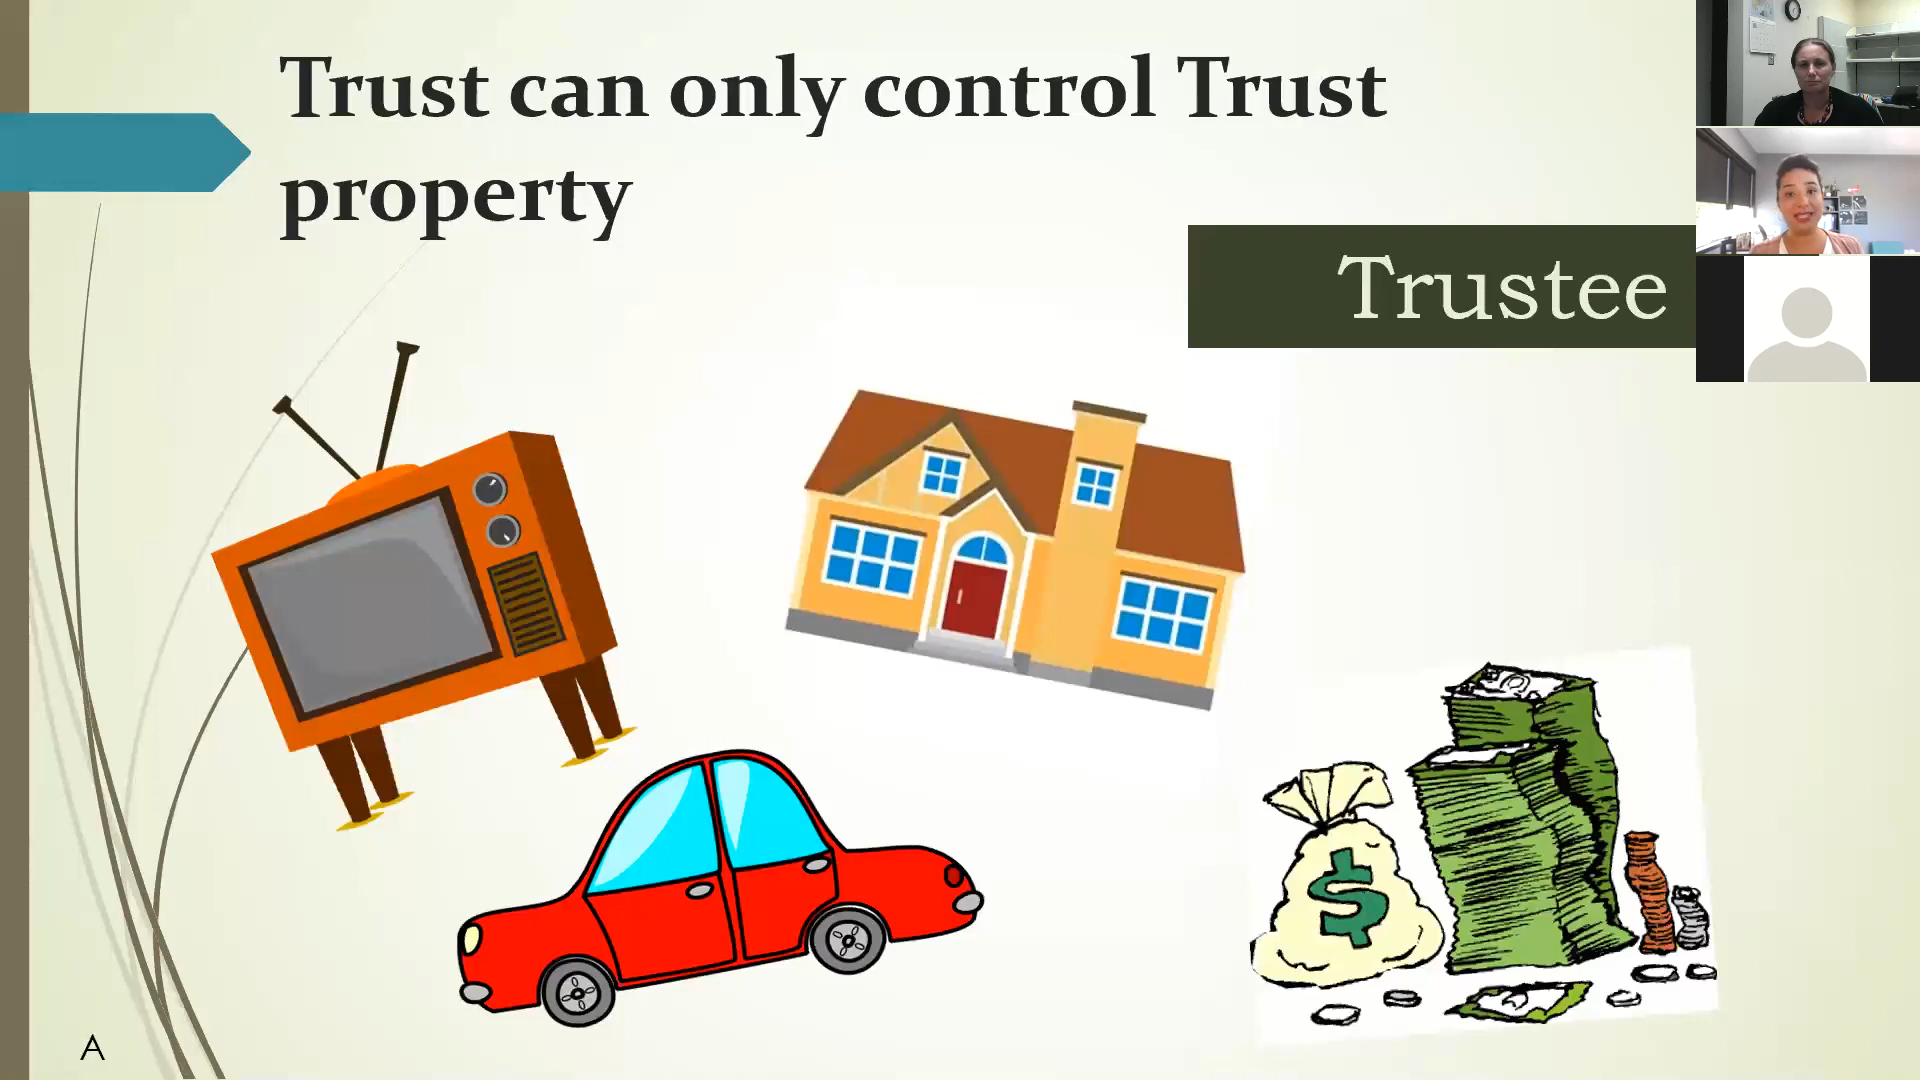 Trust can only control Trust
property
Trustee
$
A